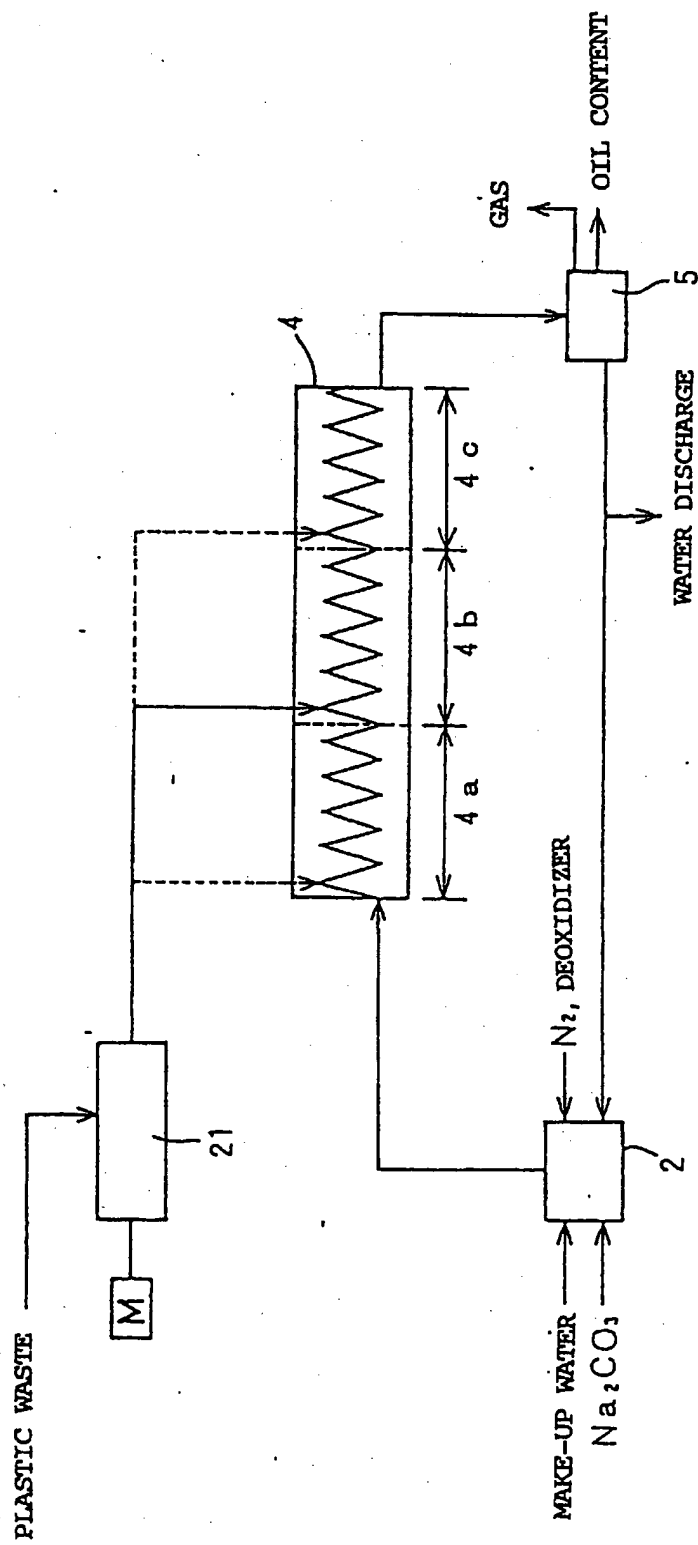 PLASTIC WASTE
M
21
4
4 a
4 b
4 c
GAS
OIL CONTENT
5
WATER DISCHARGE
N₂, DEOXIDIZER
MAKE-UP WATER
Na₂CO₃
2